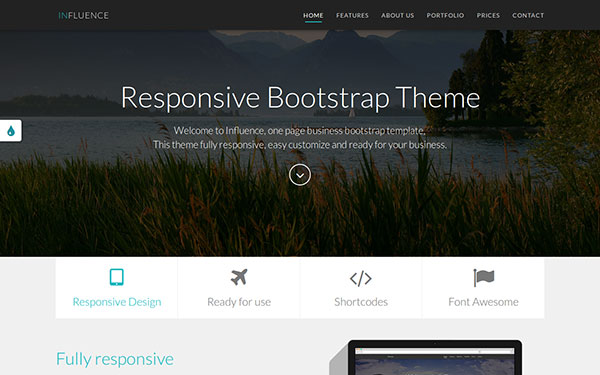 INFLUENCE
HOME FEATURES ABOUT US PORTFOLIO PRICES CONTACT
Responsive Bootstrap Theme
Welcome to Influence, one page business bootstrap template,
This theme fully responsive, easy customize and ready for your business.
Responsive Design
Ready for use
Shortcodes
Font Awesome
Fully responsive